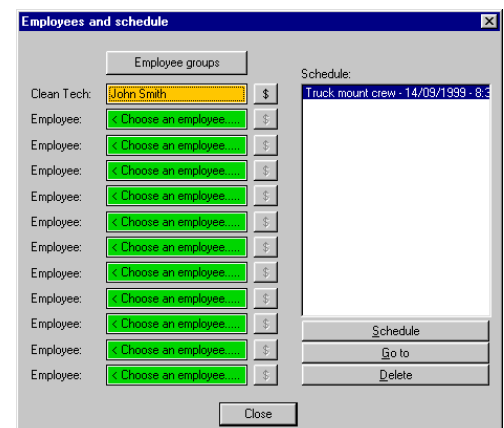 Employees and schedule
Employee groups
Clean Tech: John Smith $
Employee: < Choose an employee..... $
Employee: < Choose an employee..... $
Employee: < Choose an employee..... $
Employee: < Choose an employee..... $
Employee: < Choose an employee..... $
Employee: < Choose an employee..... $
Employee: < Choose an employee..... $
Employee: < Choose an employee..... $
Employee: < Choose an employee..... $
Employee: < Choose an employee..... $
Employee: < Choose an employee..... $
Schedule:
Truck mount crew - 14/09/1999 - 8:3
Schedule
Go to
Delete
Close